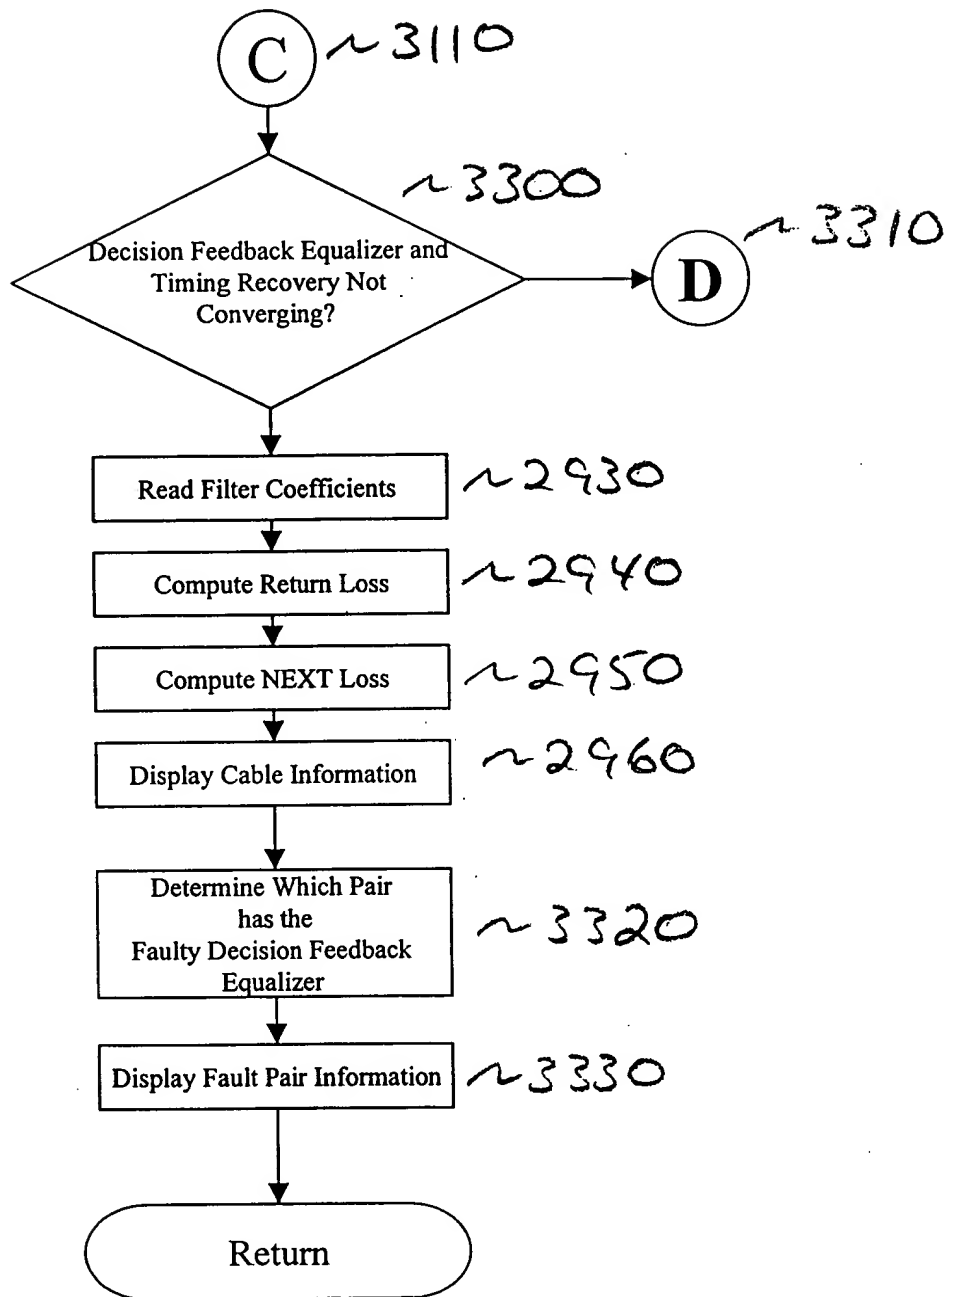 C ~3110
~3300
Decision Feedback Equalizer and
Timing Recovery Not
Converging?
D ~3310
Read Filter Coefficients ~2930
Compute Return Loss ~2940
Compute NEXT Loss ~2950
Display Cable Information ~2960
Determine Which Pair
has the
Faulty Decision Feedback
Equalizer
~3320
Display Fault Pair Information ~3330
Return